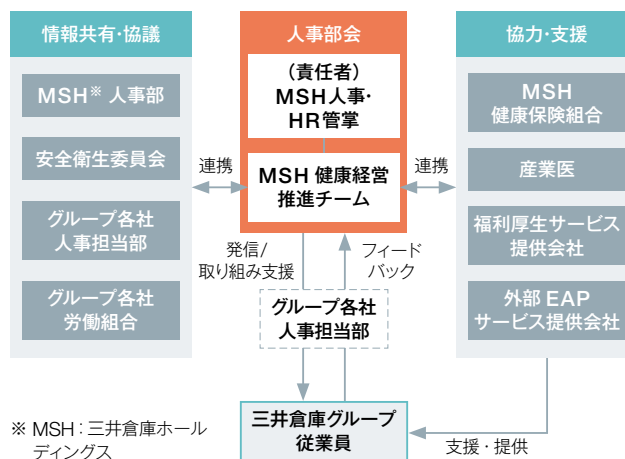 情報共有・協議
MSH※ 人事部
安全衛生委員会
グループ各社
人事担当部
グループ各社
労働組合
連携
人事部会
（責任者）
MSH人事・
HR管掌
MSH 健康経営
推進チーム
連携
協力・支援
MSH
健康保険組合
産業医
福利厚生サービス
提供会社
外部 EAP
サービス提供会社
発信/
取り組み支援
フィード
バック
グループ各社
人事担当部
三井倉庫グループ
従業員
支援・提供
※ MSH：三井倉庫ホール
ディングス